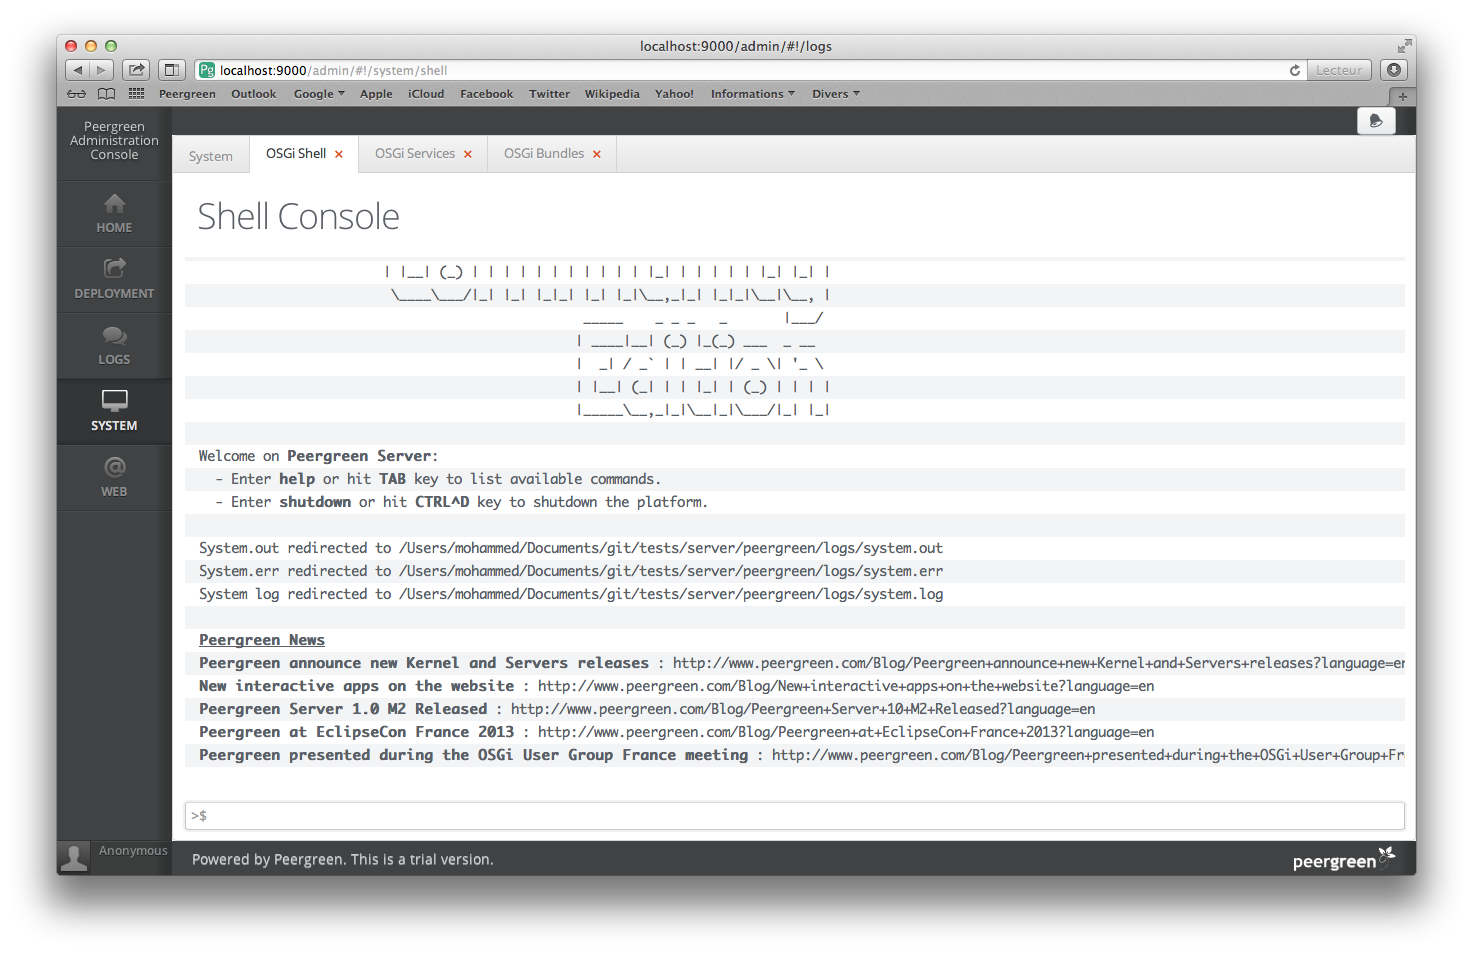 localhost:9000/admin/#!/logs
Pg localhost:9000/admin/#!/system/shell
Lecteur
Peergreen Outlook Google Apple iCloud Facebook Twitter Wikipedia Yahoo! Informations Divers
Peergreen
Administration
Console
System OSGi Shell × OSGi Services × OSGi Bundles ×
HOME
DEPLOYMENT
LOGS
SYSTEM
WEB
Shell Console
| |__| (_) | | | | | | | | | | | |_| | | | | | |_| |_| |
\____\___/|_| |_| |_|_| |_| |_|\__,_|_| |_|_|\__|\__, |
_____    _ _ _   _       |___/
| ____|__| (_) |_(_) ___  _ __
|  _| / _` | | __| |/ _ \| '_ \
| |__| (_| | | |_| | (_) | | | |
|_____\__,_|_|\__|_|\___/|_| |_|
Welcome on Peergreen Server:
- Enter help or hit TAB key to list available commands.
- Enter shutdown or hit CTRL^D key to shutdown the platform.
System.out redirected to /Users/mohammed/Documents/git/tests/server/peergreen/logs/system.out
System.err redirected to /Users/mohammed/Documents/git/tests/server/peergreen/logs/system.err
System log redirected to /Users/mohammed/Documents/git/tests/server/peergreen/logs/system.log
Peergreen News
Peergreen announce new Kernel and Servers releases : http://www.peergreen.com/Blog/Peergreen+announce+new+Kernel+and+Servers+releases?language=en
New interactive apps on the website : http://www.peergreen.com/Blog/New+interactive+apps+on+the+website?language=en
Peergreen Server 1.0 M2 Released : http://www.peergreen.com/Blog/Peergreen+Server+10+M2+Released?language=en
Peergreen at EclipseCon France 2013 : http://www.peergreen.com/Blog/Peergreen+at+EclipseCon+France+2013?language=en
Peergreen presented during the OSGi User Group France meeting : http://www.peergreen.com/Blog/Peergreen+presented+during+the+OSGi+User+Group+Fr
>$
Anonymous
Powered by Peergreen. This is a trial version.
peergreen